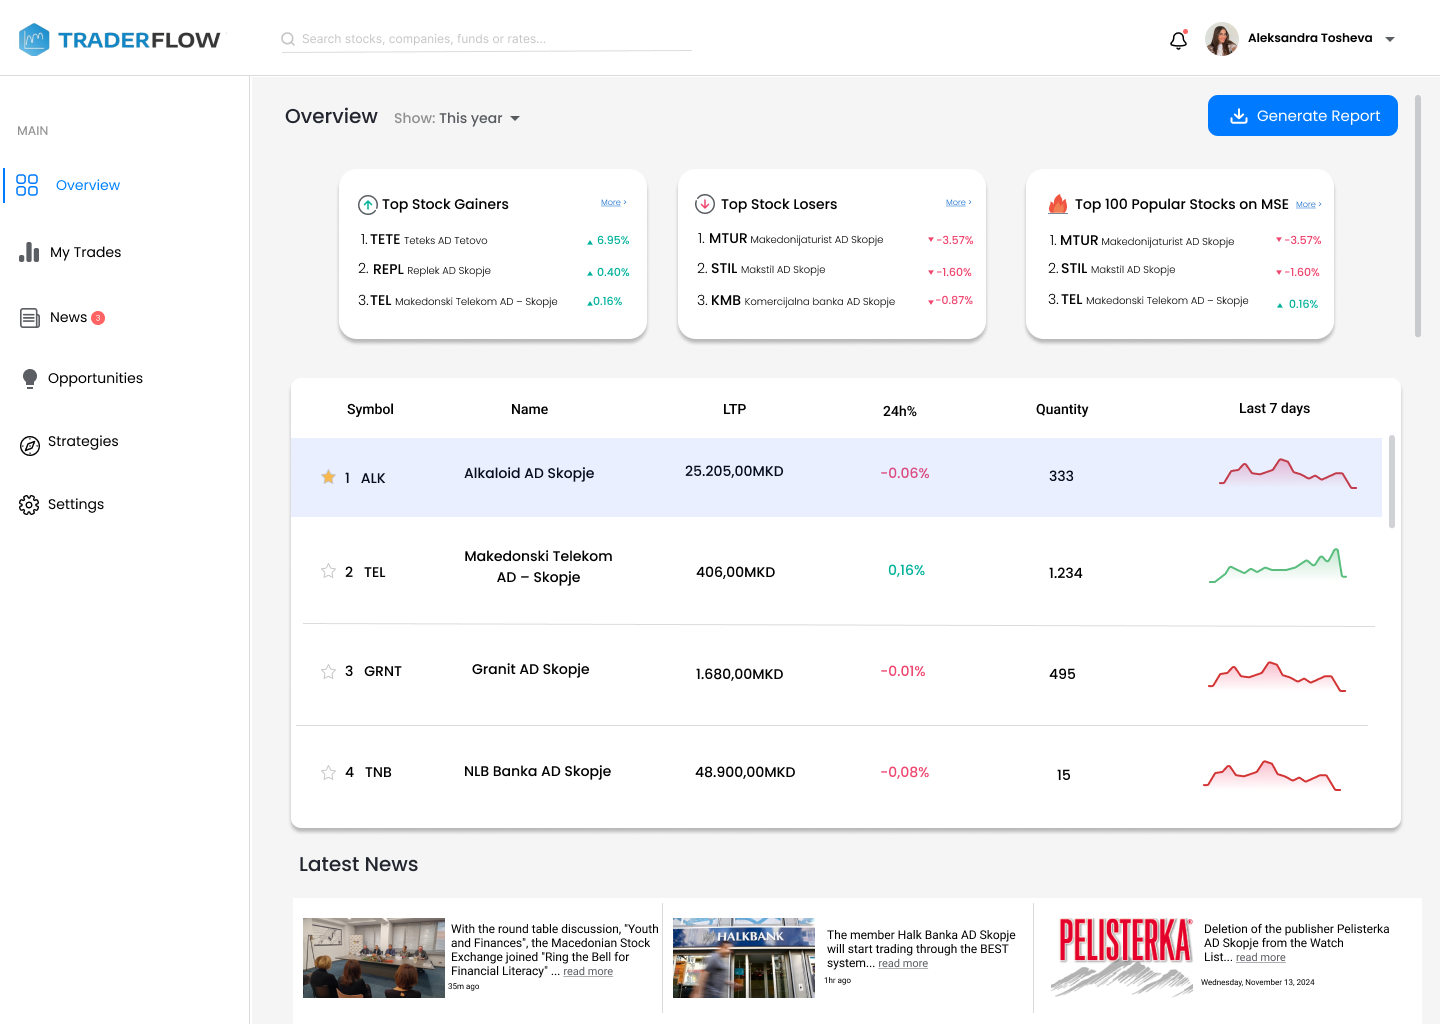 TRADERFLOW
Search stocks, companies, funds or rates...
Aleksandra Tosheva
MAIN
Overview
My Trades
News 3
Opportunities
Strategies
Settings
Overview Show: This year
Generate Report
Top Stock Gainers More ›
1. TETE Teteks AD Tetovo ▲ 6.95%
2. REPL Replek AD Skopje ▲ 0.40%
3. TEL Makedonski Telekom AD – Skopje ▲0.16%
Top Stock Losers More ›
1. MTUR Makedonijaturist AD Skopje ▼-3.57%
2. STIL Makstil AD Skopje ▼-1.60%
3. KMB Komercijalna banka AD Skopje ▼-0.87%
Top 100 Popular Stocks on MSE More ›
1. MTUR Makedonijaturist AD Skopje ▼-3.57%
2. STIL Makstil AD Skopje ▼-1.60%
3. TEL Makedonski Telekom AD – Skopje ▲ 0.16%
Symbol Name LTP 24h% Quantity Last 7 days
1 ALK Alkaloid AD Skopje 25.205,00MKD -0.06% 333
2 TEL Makedonski Telekom
AD – Skopje 406,00MKD 0,16% 1.234
3 GRNT Granit AD Skopje 1.680,00MKD -0.01% 495
4 TNB NLB Banka AD Skopje 48.900,00MKD -0,08% 15
Latest News
With the round table discussion, "Youth
and Finances", the Macedonian Stock
Exchange joined "Ring the Bell for
Financial Literacy" ... read more
35m ago
HALKBANK
The member Halk Banka AD Skopje
will start trading through the BEST
system... read more
1hr ago
PELISTERKA®
Deletion of the publisher Pelisterka
AD Skopje from the Watch
List... read more
Wednesday, November 13, 2024